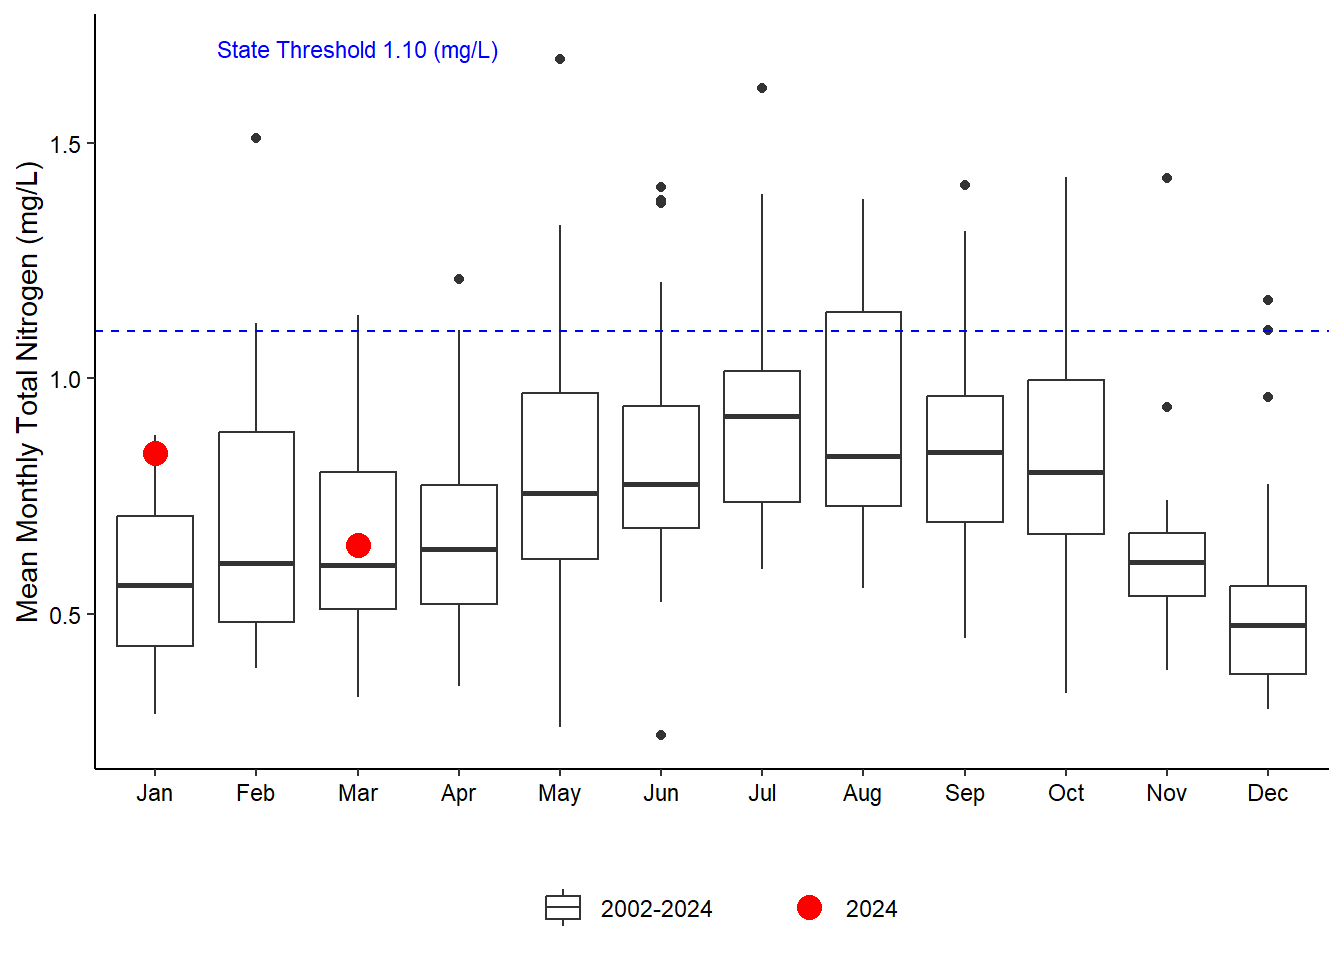 State Threshold 1.10 (mg/L)
Mean Monthly Total Nitrogen (mg/L)
1.5
1.0
0.5
Jan Feb Mar Apr May Jun Jul Aug Sep Oct Nov Dec
2002-2024 2024